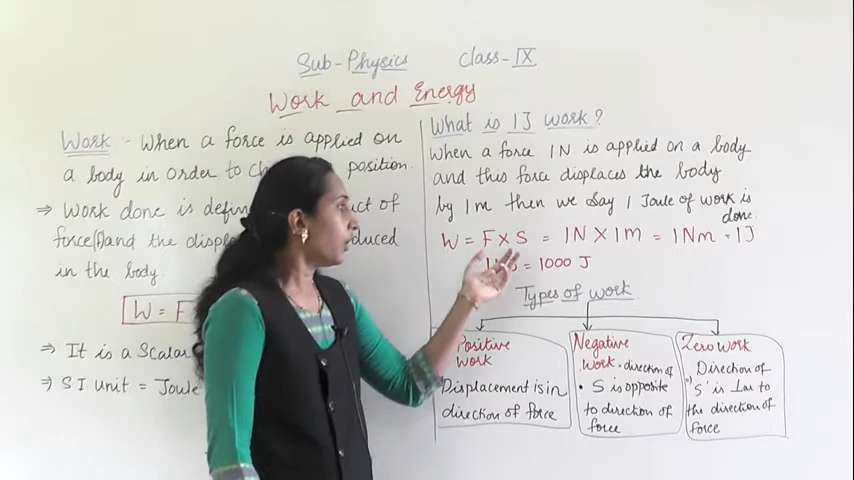 Sub-Physics Class-IX
Work and Energy
Work - When a force is applied on
a body in order to position.
⇒ Work done is of
force and the duced
in the body.
W = F
⇒ It is a Scalar
⇒ SI unit = Joule
What is 1J work?
When a force 1N is applied on a body
and this force displaces the body
by 1m then we say 1 Joule of work is
done.
W = F X S = 1N X 1M = 1Nm = 1J
= 1000 J
Types of work
Positive
work
Displacement is in
direction of force
Negative
work • direction of
• S is opposite
to direction of
force
Zero work
Direction of
'S' is ⊥ar to
the direction of
force